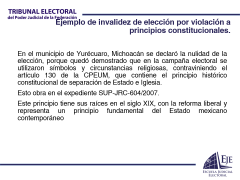 TRIBUNAL ELECTORAL
del Poder Judicial de la Federación
Ejemplo de invalidez de elección por violación a
principios constitucionales.
En el municipio de Yurécuaro, Michoacán se declaró la nulidad de la
elección, porque quedó demostrado que en la campaña electoral se
utilizaron símbolos y circunstancias religiosas, contraviniendo el
artículo 130 de la CPEUM, que contiene el principio histórico
constitucional de separación de Estado e Iglesia.
Esto obra en el expediente SUP-JRC-604/2007.
Este principio tiene sus raíces en el siglo XIX, con la reforma liberal y
representa un principio fundamental del Estado mexicano
contemporáneo
EJE
ESCUELA JUDICIAL
ELECTORAL